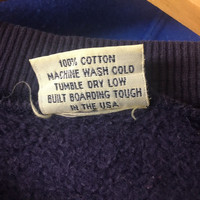 100% COTTON
MACHINE WASH COLD
TUMBLE DRY LOW
BUILT BOARDING TOUGH
IN THE USA